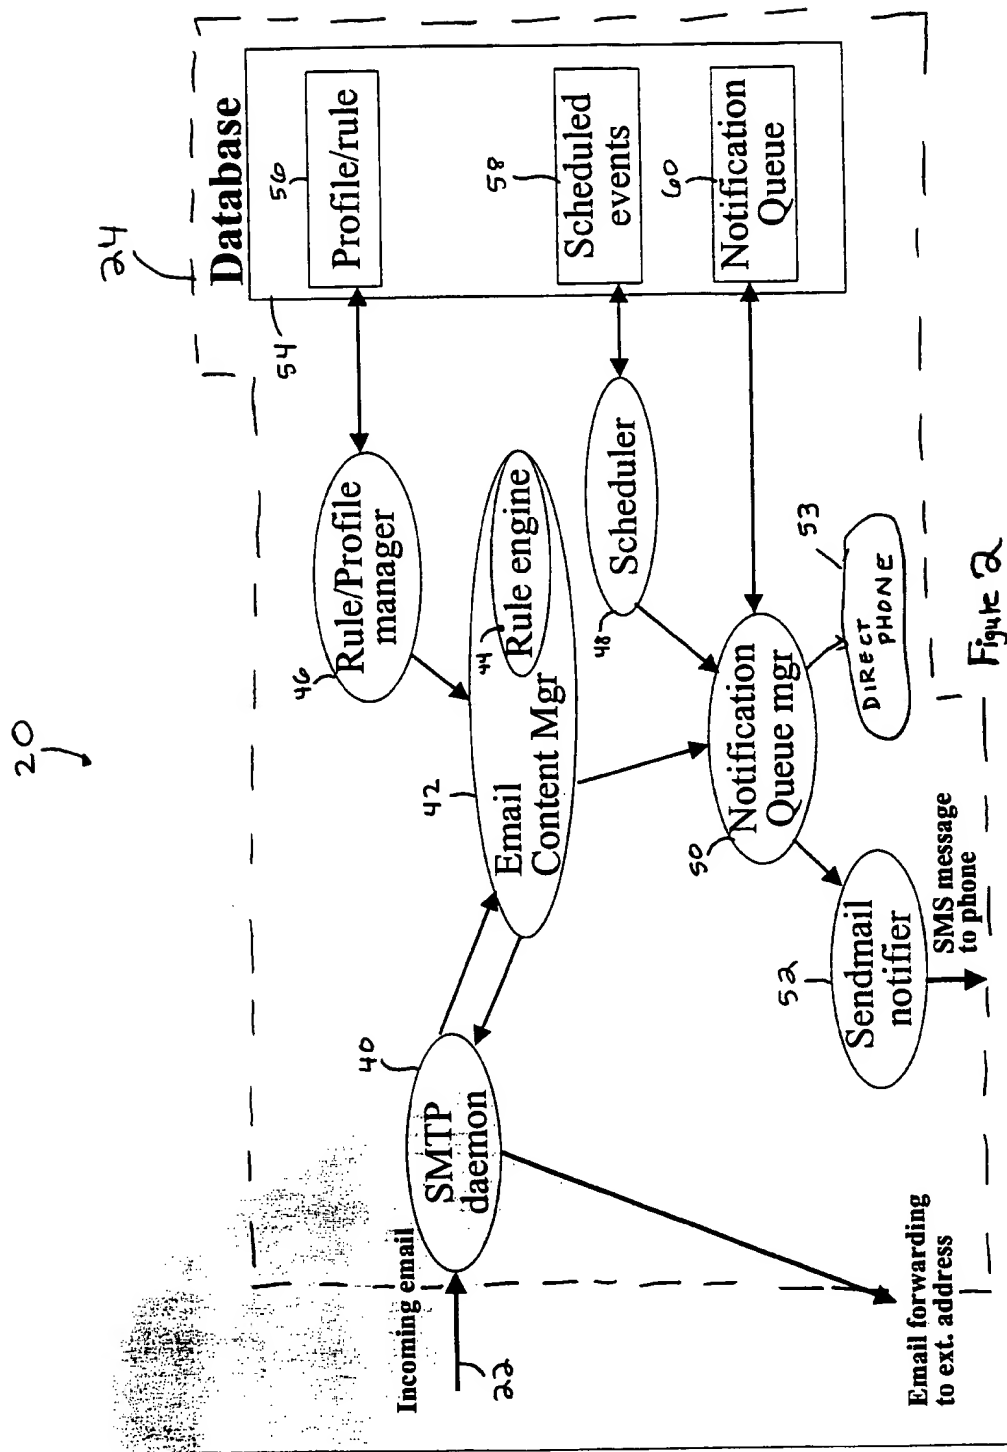 20
24
Database
54
56
Profile/rule
58
Scheduled
events
60
Notification
Queue
46
Rule/Profile
manager
42
Email
Content Mgr
44
Rule engine
48
Scheduler
40
SMTP
daemon
Incoming email
22
50
Notification
Queue mgr
53
DIRECT
PHONE
52
Sendmail
notifier
SMS message
to phone
Email forwarding
to ext. address
Figure 2